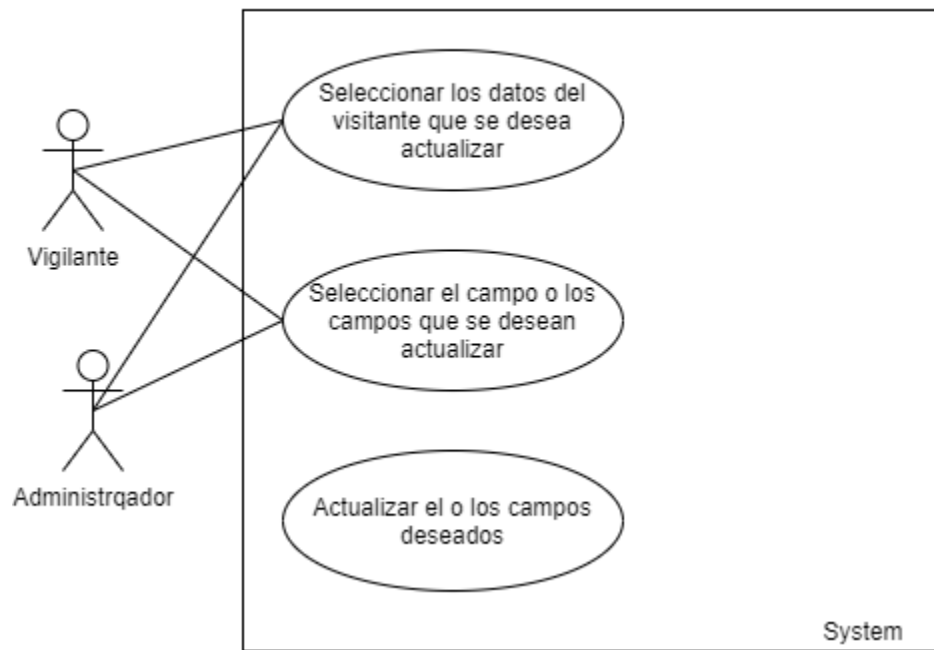 Seleccionar los datos del
visitante que se desea
actualizar
Vigilante
Seleccionar el campo o los
campos que se desean
actualizar
Administrqador
Actualizar el o los campos
deseados
System